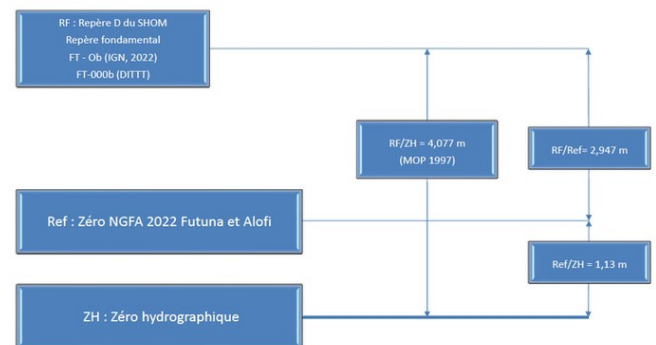 RF : Repère D du SHOM
Repère fondamental
FT - Ob (IGN, 2022)
FT-000b (DITTT)
RF/ZH = 4,077 m
(MOP 1997)
RF/Ref= 2,947 m
Ref : Zéro NGFA 2022 Futuna et Alofi
Ref/ZH = 1,13 m
ZH : Zéro hydrographique